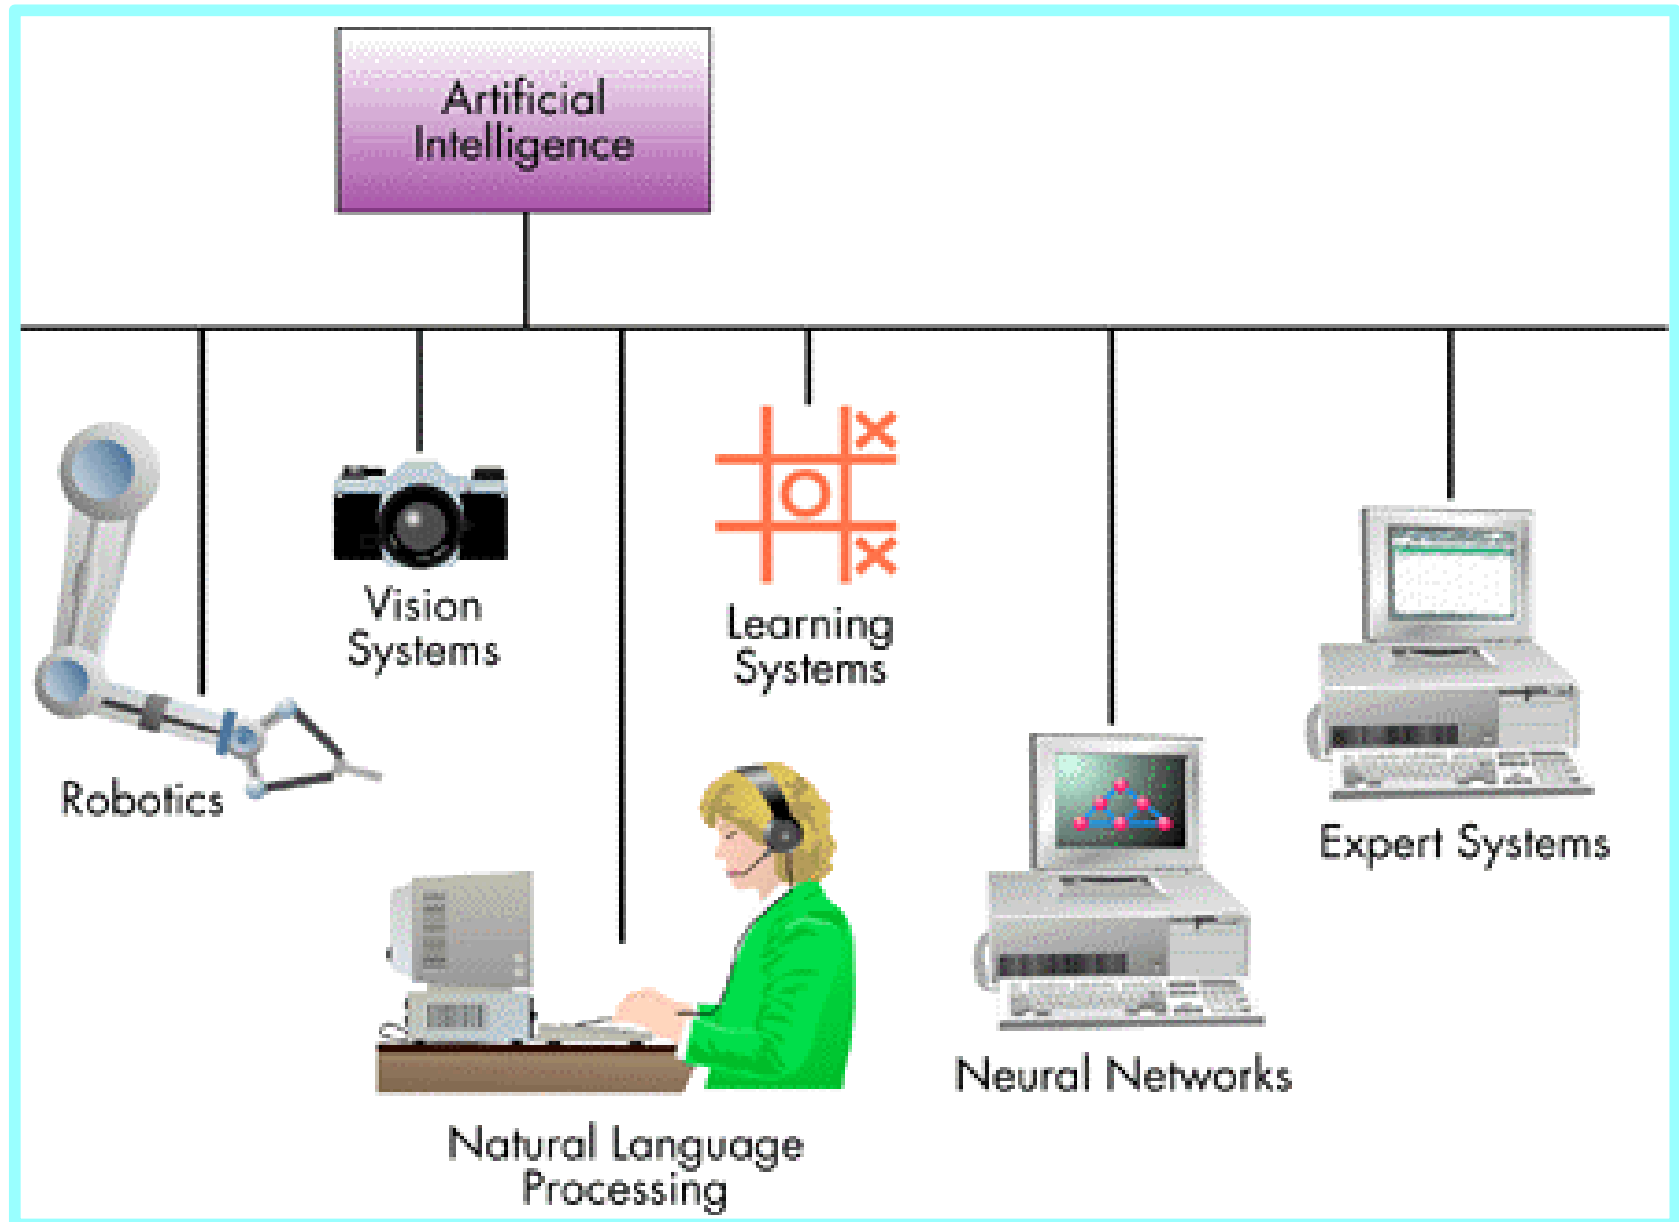 Artificial
Intelligence
Vision
Systems
Learning
Systems
Robotics
Expert Systems
Neural Networks
Natural Language
Processing